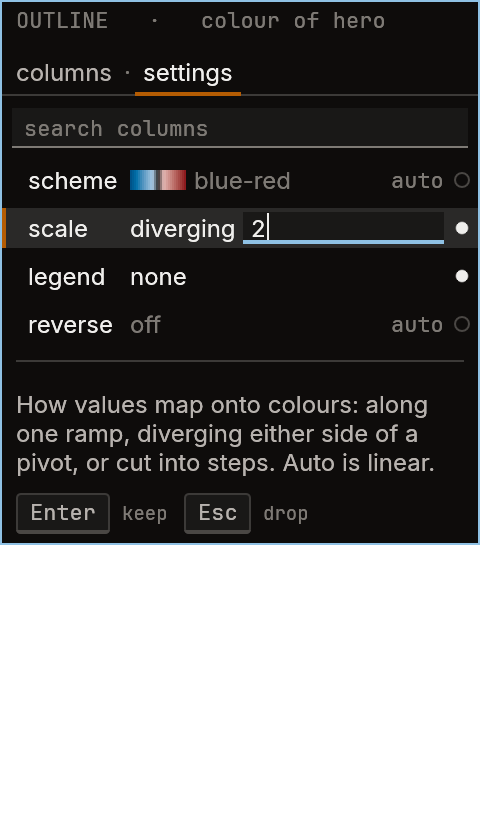 OUTLINE · colour of hero
columns · settings
search columns
scheme blue-red auto
scale diverging 2
legend none
reverse off auto
How values map onto colours: along
one ramp, diverging either side of a
pivot, or cut into steps. Auto is linear.
Enter keep Esc drop